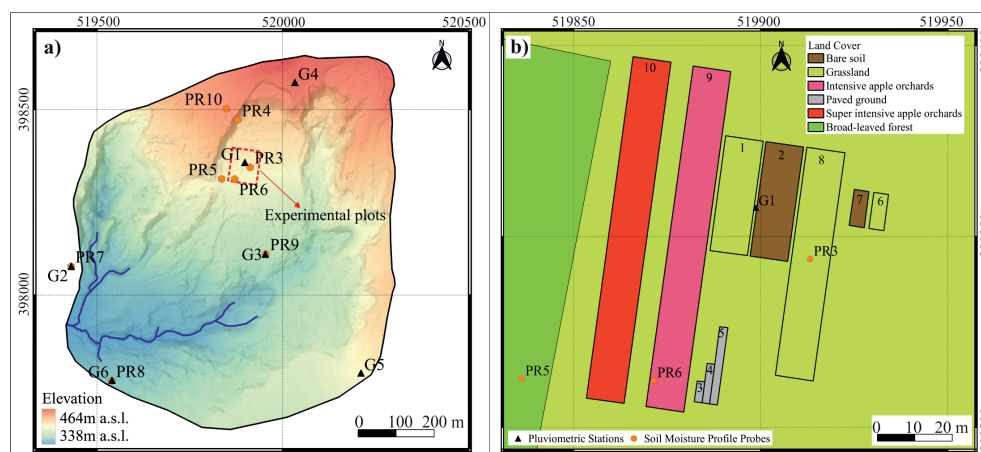 519500 520000 520500
a)
N
G4
PR10
PR4
398500
G1
PR3
PR5
PR6
Experimental plots
PR9
G3
PR7
G2
398000
G6 PR8
G5
Elevation
464m a.s.l.
338m a.s.l.
0 100 200 m
519850 519900 519950
b)
N
Land Cover
Bare soil
Grassland
Intensive apple orchards
Paved ground
Super intensive apple orchards
Broad-leaved forest
10
9
1
2
8
7
6
G1
PR3
5
4
3
PR5
PR6
0 10 20 m
Pluviometric Stations Soil Moisture Profile Probes